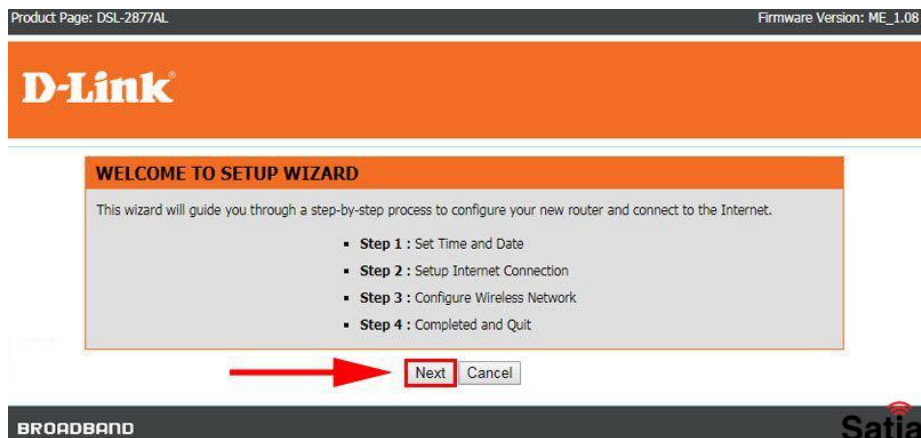 Product Page: DSL-2877AL
Firmware Version: ME_1.08
D-Link®
WELCOME TO SETUP WIZARD
This wizard will guide you through a step-by-step process to configure your new router and connect to the Internet.
▪ Step 1 : Set Time and Date
▪ Step 2 : Setup Internet Connection
▪ Step 3 : Configure Wireless Network
▪ Step 4 : Completed and Quit
Next Cancel
BROADBAND
Satia